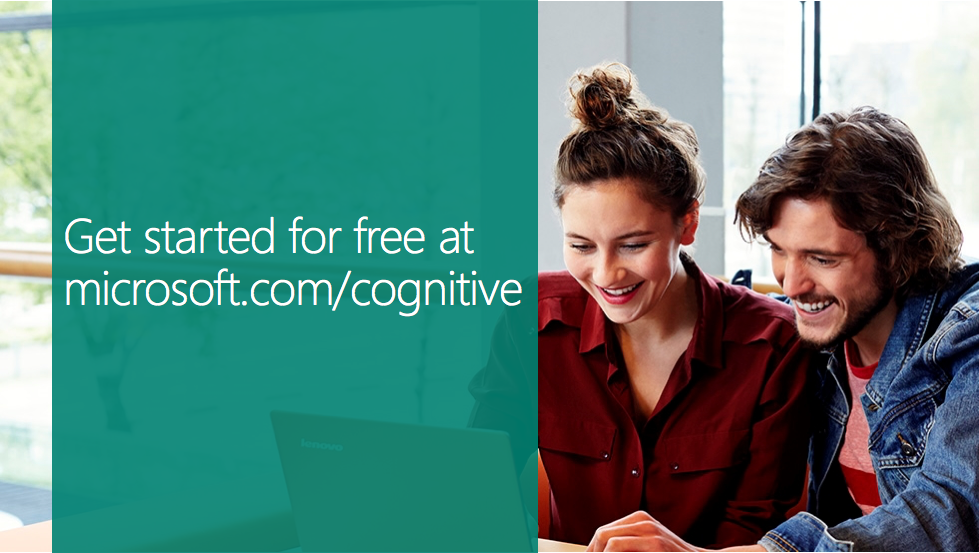 Get started for free at
microsoft.com/cognitive
lenovo